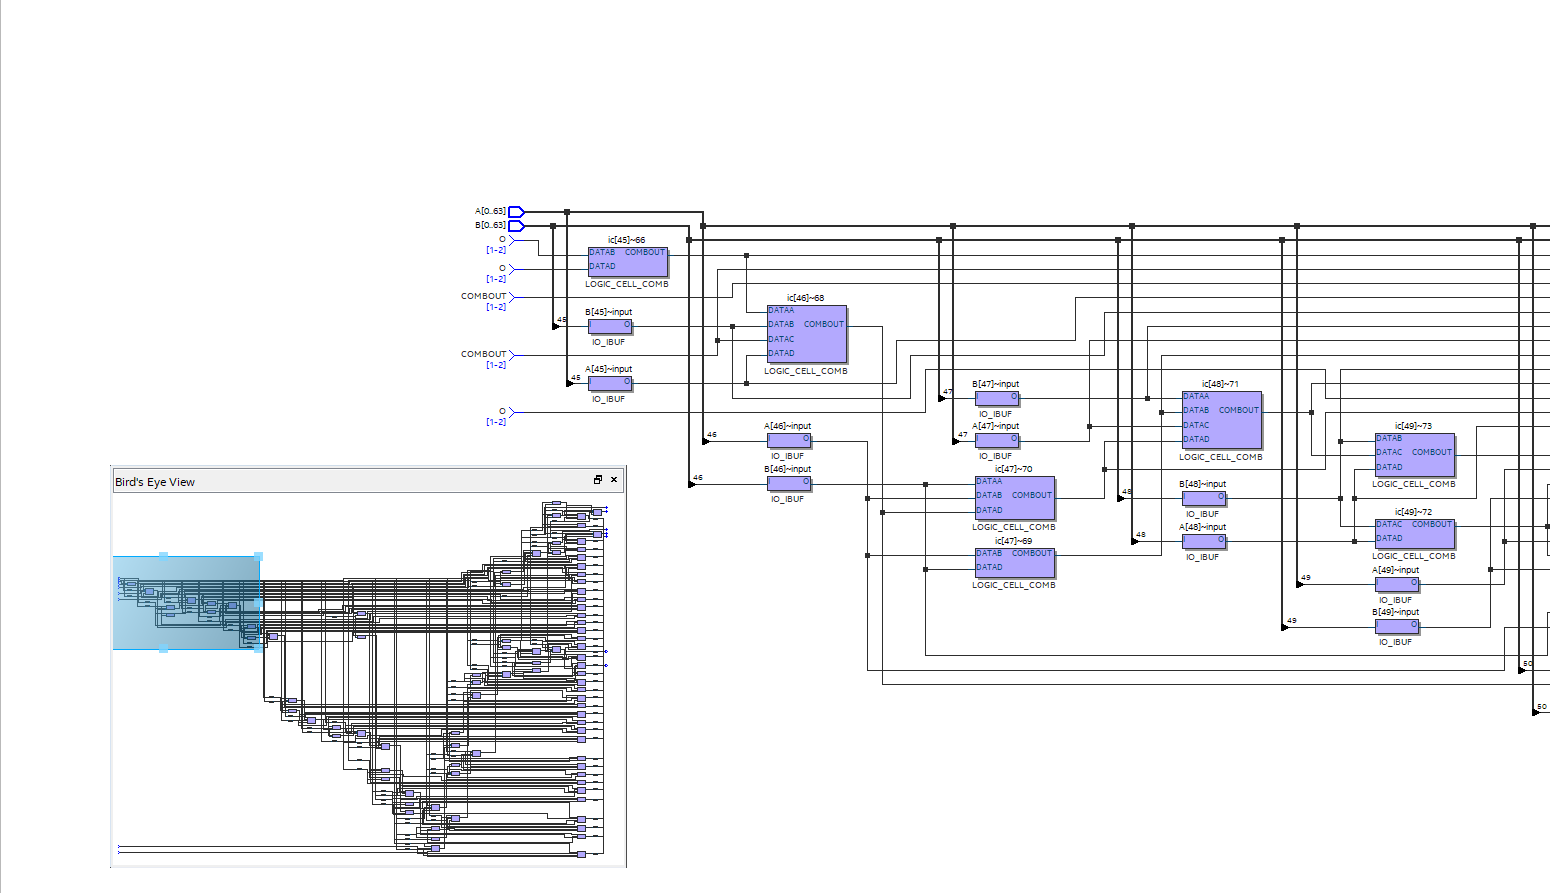 A[0..63]
B[0..63]
O
[1-2]
O
[1-2]
COMBOUT
[1-2]
COMBOUT
[1-2]
O
[1-2]
ic[45]~66
DATAB COMBOUT
DATAD
LOGIC_CELL_COMB
45
B[45]~input
I O
IO_IBUF
45
A[45]~input
I O
IO_IBUF
ic[46]~68
DATAA
DATAB COMBOUT
DATAC
DATAD
LOGIC_CELL_COMB
46
A[46]~input
I O
IO_IBUF
46
B[46]~input
I O
IO_IBUF
47
B[47]~input
I O
IO_IBUF
47
A[47]~input
I O
IO_IBUF
ic[47]~70
DATAA
DATAB COMBOUT
DATAD
LOGIC_CELL_COMB
ic[47]~69
DATAB COMBOUT
DATAD
LOGIC_CELL_COMB
ic[48]~71
DATAA
DATAB COMBOUT
DATAC
DATAD
LOGIC_CELL_COMB
48
B[48]~input
I O
IO_IBUF
48
A[48]~input
I O
IO_IBUF
ic[49]~73
DATAB
DATAC COMBOUT
DATAD
LOGIC_CELL_COMB
ic[49]~72
DATAC COMBOUT
DATAD
LOGIC_CELL_COMB
49
A[49]~input
I O
IO_IBUF
49
B[49]~input
I O
IO_IBUF
50
50
Bird's Eye View